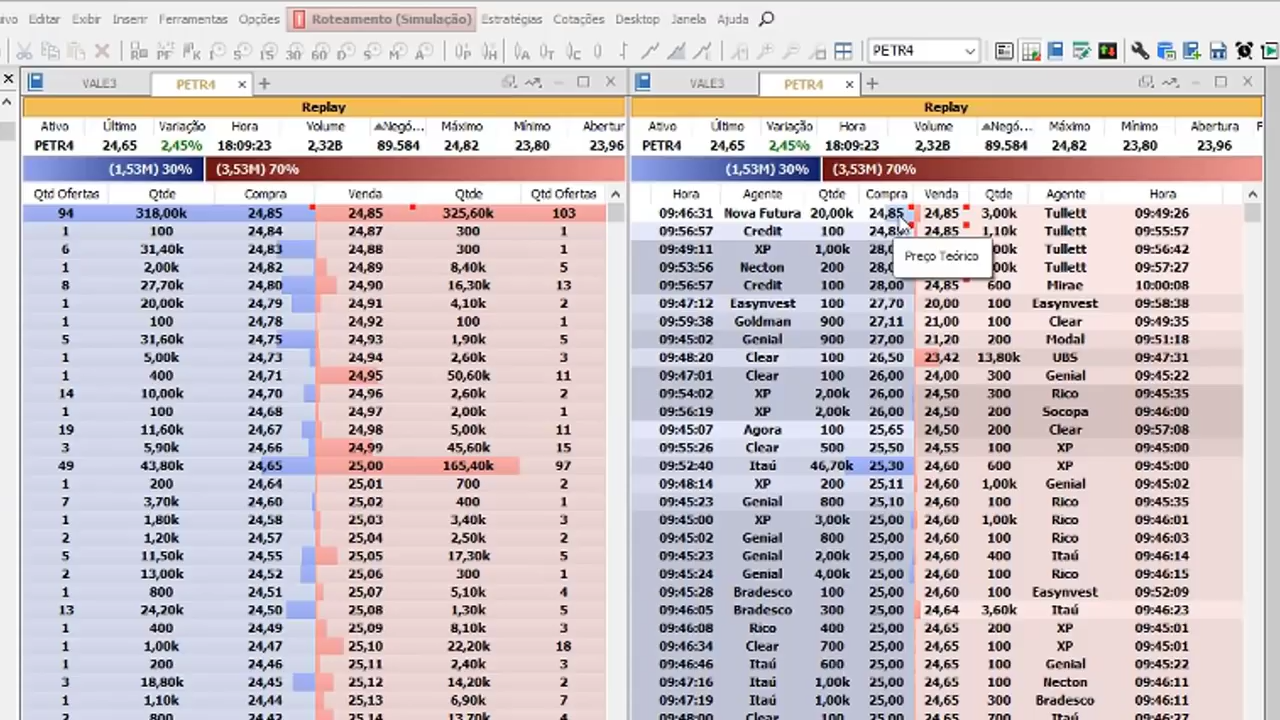 ivo Editar Exibir Inserir Ferramentas Opções Roteamento (Simulação) Estratégias Cotações Desktop Janela Ajuda
PETR4
VALE3 PETR4 VALE3 PETR4
Replay Replay
Ativo Último Variação Hora Volume Negó... Máximo Mínimo Abertur Ativo Último Variação Hora Volume Negó... Máximo Mínimo Abertura F
PETR4 24,65 2,45% 18:09:23 2,32B 89.584 24,82 23,80 23,96 PETR4 24,65 2,45% 18:09:23 2,32B 89.584 24,82 23,80 23,96
(1,53M) 30% (3,53M) 70% (1,53M) 30% (3,53M) 70%
Qtd Ofertas Qtde Compra Venda Qtde Qtd Ofertas Hora Agente Qtde Compra Venda Qtde Agente Hora
94 318,00k 24,85 24,85 325,60k 103 09:46:31 Nova Futura 20,00k 24,85 24,85 3,00k Tullett 09:49:26
1 100 24,84 24,87 300 1 09:56:57 Credit 100 24,85 24,85 1,10k Tullett 09:55:57
6 31,40k 24,83 24,88 300 1 09:49:11 XP 1,00k 28,0 00k Tullett 09:56:42
1 2,00k 24,82 24,89 8,40k 5 09:53:56 Necton 200 28,0 Preço Teórico 00k Tullett 09:57:27
8 27,70k 24,80 24,90 16,30k 13 09:56:57 Credit 100 28,00 24,85 600 Mirae 10:00:08
1 20,00k 24,79 24,91 4,10k 2 09:47:12 Easynvest 100 27,70 20,00 100 Easynvest 09:58:38
1 100 24,78 24,92 100 1 09:59:38 Goldman 900 27,11 21,00 100 Clear 09:49:35
5 31,60k 24,75 24,93 1,90k 5 09:45:02 Genial 900 27,00 21,20 200 Modal 09:51:18
1 5,00k 24,73 24,94 2,60k 3 09:48:20 Clear 100 26,50 23,42 13,80k UBS 09:47:31
1 400 24,71 24,95 50,60k 11 09:47:01 Clear 100 26,00 24,00 300 Genial 09:45:22
14 10,00k 24,70 24,96 2,60k 2 09:54:02 XP 2,00k 26,00 24,50 300 Rico 09:45:35
1 100 24,68 24,97 2,00k 1 09:56:19 XP 2,00k 26,00 24,50 200 Socopa 09:46:00
19 11,60k 24,67 24,98 5,00k 11 09:45:07 Agora 100 25,65 24,50 200 Clear 09:57:08
3 5,90k 24,66 24,99 45,60k 15 09:55:26 Clear 500 25,50 24,55 100 XP 09:45:00
49 43,80k 24,65 25,00 165,40k 97 09:52:40 Itaú 46,70k 25,30 24,60 600 XP 09:45:00
1 200 24,64 25,01 700 2 09:48:14 XP 200 25,11 24,60 1,00k Genial 09:45:02
7 3,70k 24,60 25,02 400 1 09:45:23 Genial 800 25,10 24,60 100 Rico 09:45:35
1 1,80k 24,58 25,03 3,40k 3 09:45:00 XP 3,00k 25,00 24,60 1,00k Rico 09:46:01
2 1,20k 24,57 25,04 2,50k 2 09:45:02 Genial 800 25,00 24,60 100 Rico 09:46:03
5 11,50k 24,55 25,05 17,30k 5 09:45:23 Genial 2,00k 25,00 24,60 400 Itaú 09:46:14
2 13,00k 24,52 25,06 300 1 09:45:24 Genial 4,00k 25,00 24,60 100 Rico 09:46:15
1 800 24,51 25,07 5,10k 4 09:45:28 Bradesco 100 25,00 24,60 100 Easynvest 09:52:09
13 24,20k 24,50 25,08 1,30k 5 09:46:05 Bradesco 300 25,00 24,64 3,60k Itaú 09:46:23
1 400 24,49 25,09 8,10k 3 09:46:08 Rico 400 25,00 24,65 200 XP 09:45:01
1 1,00k 24,47 25,10 22,20k 18 09:46:34 Clear 700 25,00 24,65 100 XP 09:45:01
1 200 24,46 25,11 2,40k 3 09:46:46 Itaú 600 25,00 24,65 100 Genial 09:45:22
3 18,80k 24,45 25,12 14,20k 2 09:47:16 Itaú 1,00k 25,00 24,65 100 Necton 09:46:11
1 1,10k 24,44 25,13 6,90k 7 09:47:19 Itaú 1,00k 25,00 24,65 300 Bradesco 09:46:11
2 800 24,42 25,14 13,70k 2 09:48:00 Clear 100 25,00 24,65 700 Itaú 09:46:11